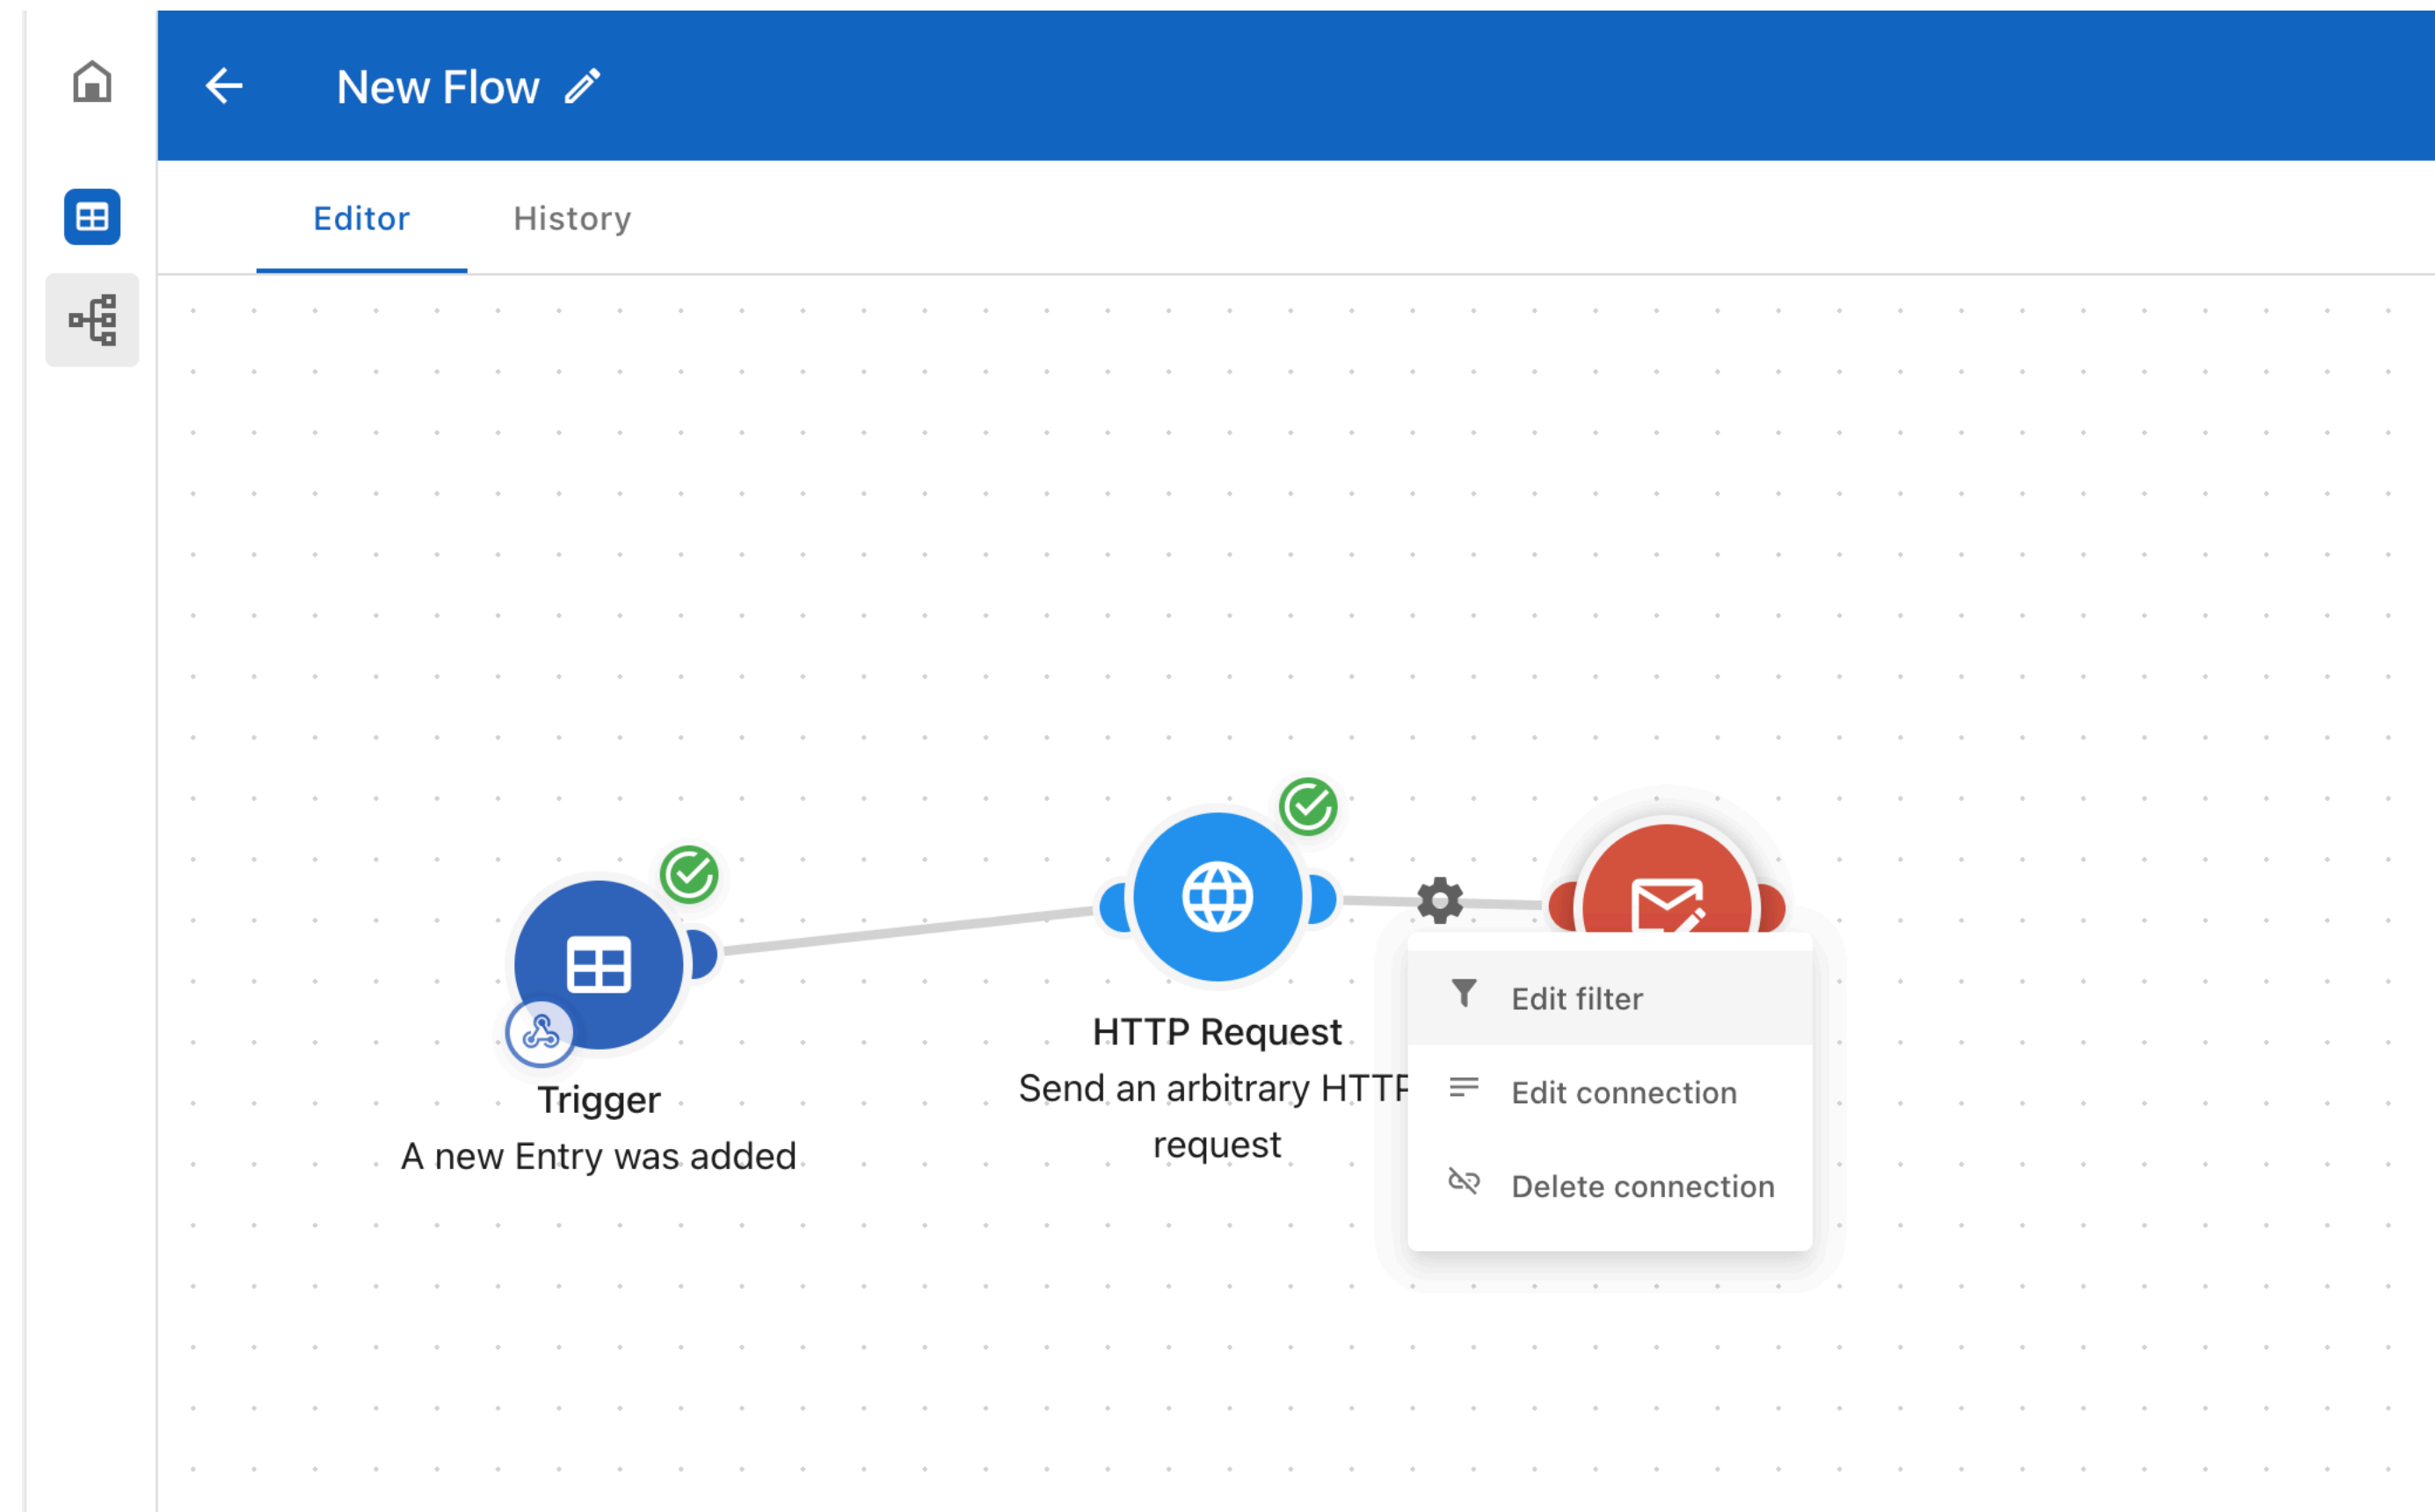 New Flow
Editor
History
HTTP Request
Send an arbitrary HTTP
request
Trigger
A new Entry was added
Edit filter
Edit connection
Delete connection